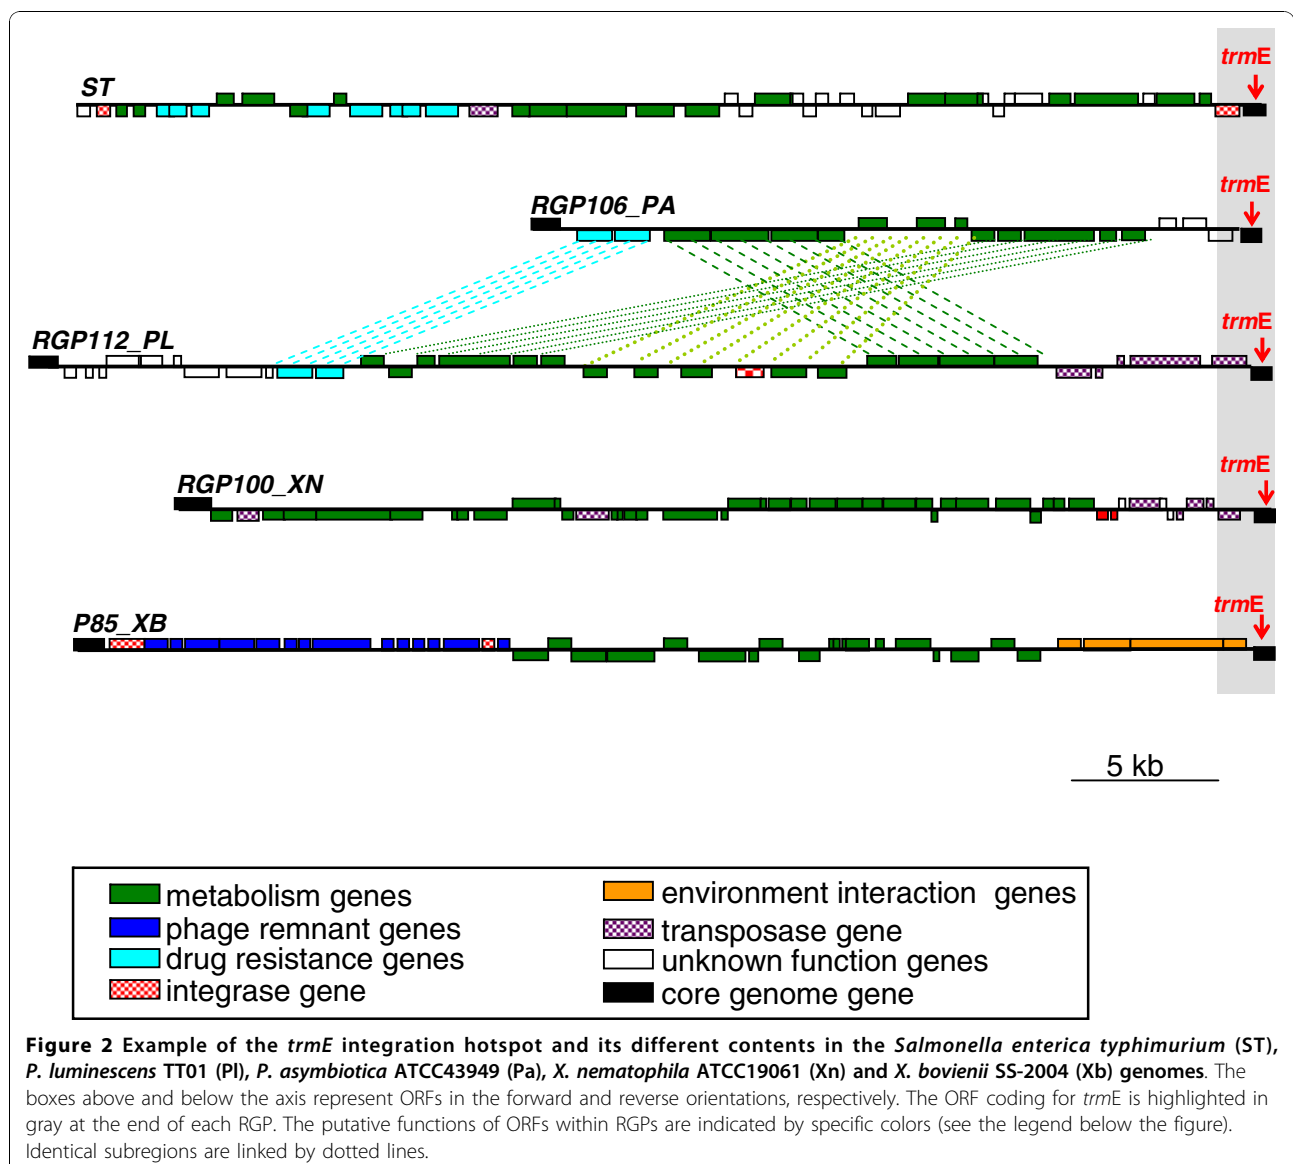 trmE
ST
trmE
RGP106_PA
trmE
RGP112_PL
trmE
RGP100_XN
trmE
P85_XB
5 kb
metabolism genes
environment interaction genes
phage remnant genes
transposase gene
drug resistance genes
unknown function genes
integrase gene
core genome gene
Figure 2 Example of the trmE integration hotspot and its different contents in the Salmonella enterica typhimurium (ST),
P. luminescens TT01 (Pl), P. asymbiotica ATCC43949 (Pa), X. nematophila ATCC19061 (Xn) and X. bovienii SS-2004 (Xb) genomes. The
boxes above and below the axis represent ORFs in the forward and reverse orientations, respectively. The ORF coding for trmE is highlighted in
gray at the end of each RGP. The putative functions of ORFs within RGPs are indicated by specific colors (see the legend below the figure).
Identical subregions are linked by dotted lines.